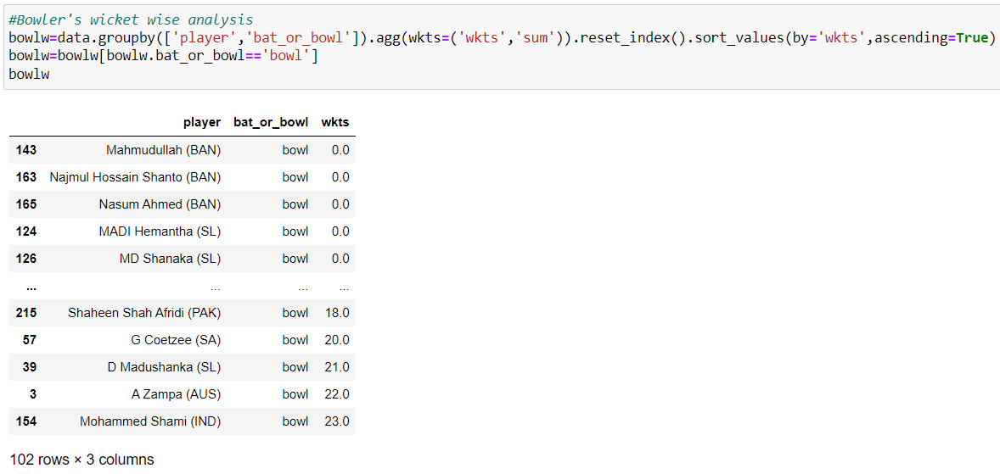 #Bowler's wicket wise analysis
bowlw=data.groupby(['player','bat_or_bowl']).agg(wkts=('wkts','sum')).reset_index().sort_values(by='wkts',ascending=True)
bowlw=bowlw[bowlw.bat_or_bowl=='bowl']
bowlw
player bat_or_bowl wkts
143 Mahmudullah (BAN) bowl 0.0
163 Najmul Hossain Shanto (BAN) bowl 0.0
165 Nasum Ahmed (BAN) bowl 0.0
124 MADI Hemantha (SL) bowl 0.0
126 MD Shanaka (SL) bowl 0.0
... ... ... ...
215 Shaheen Shah Afridi (PAK) bowl 18.0
57 G Coetzee (SA) bowl 20.0
39 D Madushanka (SL) bowl 21.0
3 A Zampa (AUS) bowl 22.0
154 Mohammed Shami (IND) bowl 23.0
102 rows × 3 columns